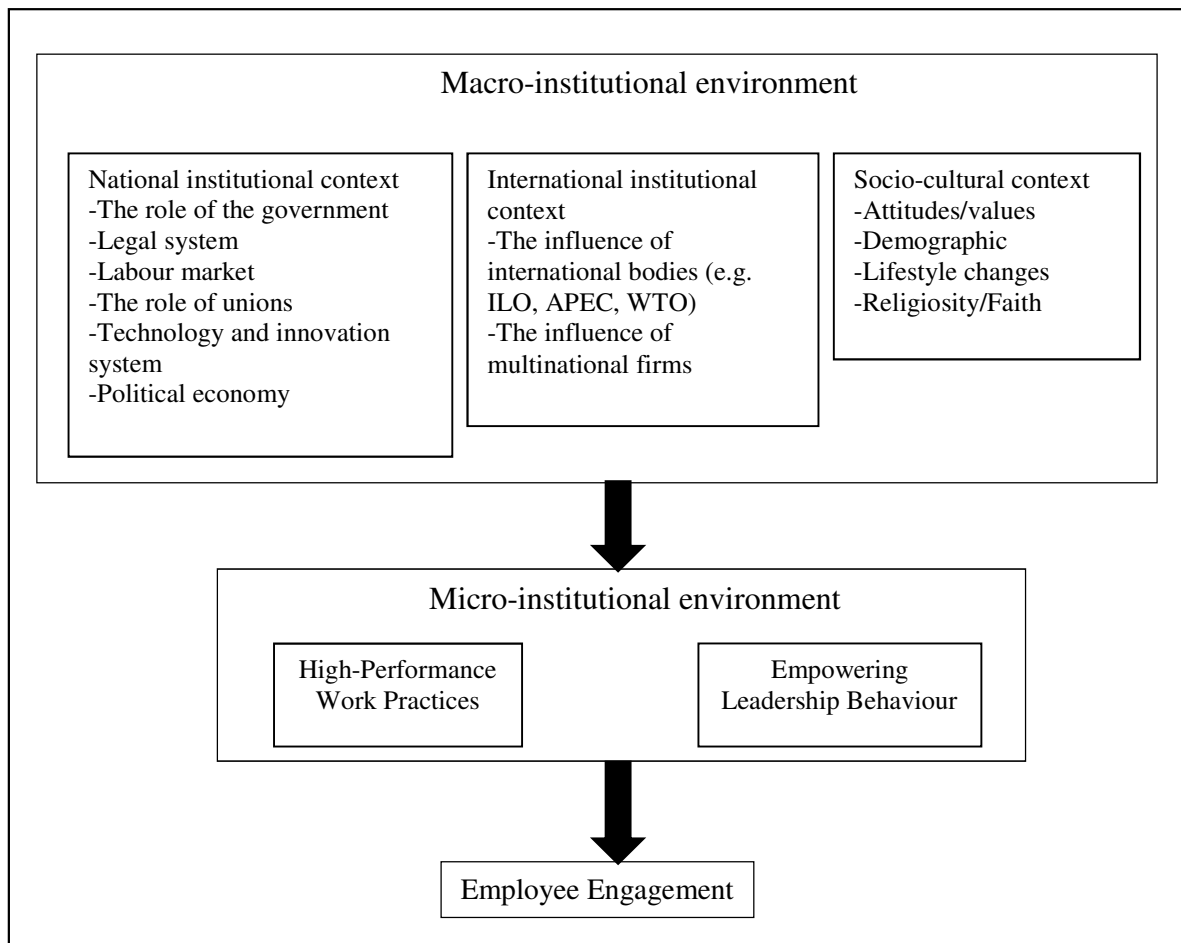 Macro-institutional environment
National institutional context
-The role of the government
-Legal system
-Labour market
-The role of unions
-Technology and innovation
system
-Political economy
International institutional
context
-The influence of
international bodies (e.g.
ILO, APEC, WTO)
-The influence of
multinational firms
Socio-cultural context
-Attitudes/values
-Demographic
-Lifestyle changes
-Religiosity/Faith
Micro-institutional environment
High-Performance
Work Practices
Empowering
Leadership Behaviour
Employee Engagement